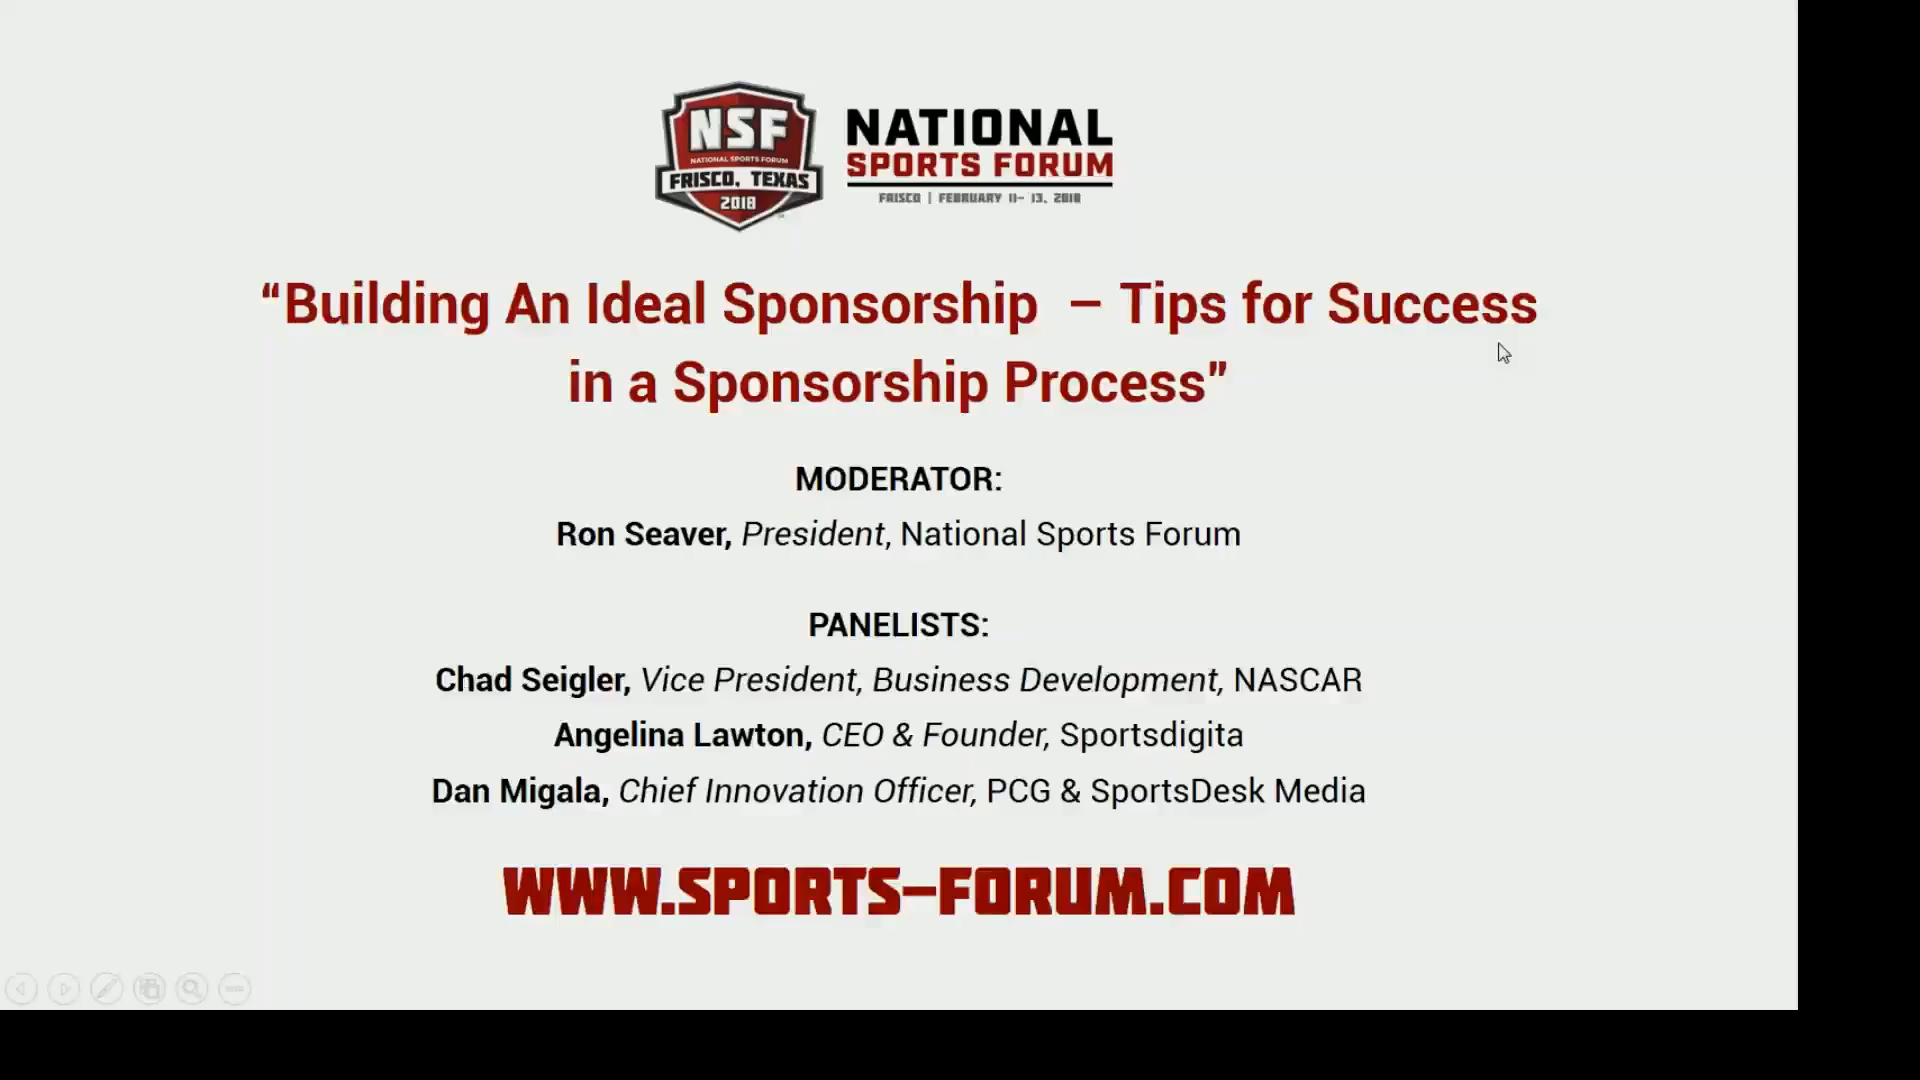 NSF
NATIONAL SPORTS FORUM
FRISCO, TEXAS
2018
NATIONAL
SPORTS FORUM
FRISCO | FEBRUARY 11- 13, 2018
“Building An Ideal Sponsorship – Tips for Success
in a Sponsorship Process”
MODERATOR:
Ron Seaver, President, National Sports Forum
PANELISTS:
Chad Seigler, Vice President, Business Development, NASCAR
Angelina Lawton, CEO & Founder, Sportsdigita
Dan Migala, Chief Innovation Officer, PCG & SportsDesk Media
WWW.SPORTS-FORUM.COM